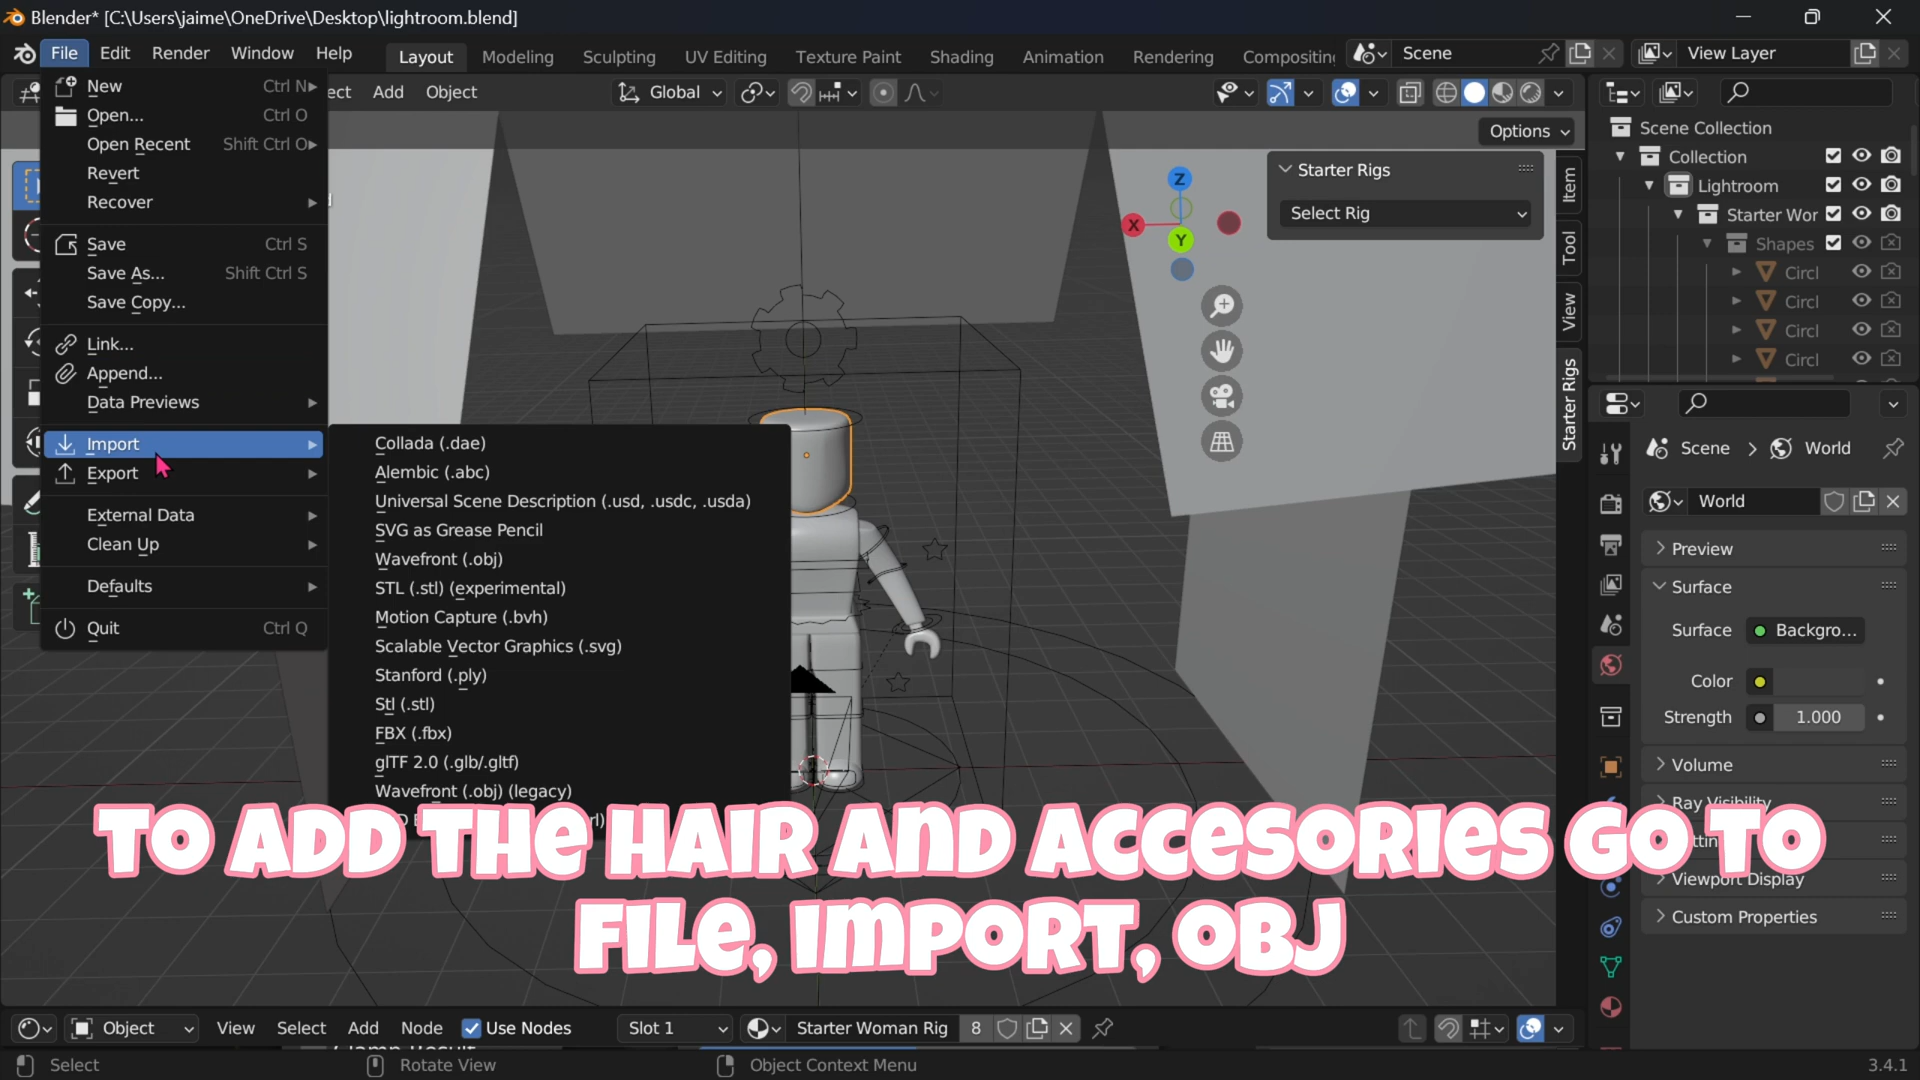 Blender* [C:\Users\jaime\OneDrive\Desktop\lightroom.blend]
File Edit Render Window Help Layout Modeling Sculpting UV Editing Texture Paint Shading Animation Rendering Compositing Scene View Layer
New Ctrl N
ect Add Object Global
Open... Ctrl O
Options
Open Recent Shift Ctrl O
Revert
Recover
Save Ctrl S
Save As... Shift Ctrl S
Save Copy...
Link...
Append...
Data Previews
Import
Export
External Data
Clean Up
Defaults
Quit Ctrl Q
Collada (.dae)
Alembic (.abc)
Universal Scene Description (.usd, .usdc, .usda)
SVG as Grease Pencil
Wavefront (.obj)
STL (.stl) (experimental)
Motion Capture (.bvh)
Scalable Vector Graphics (.svg)
Stanford (.ply)
Stl (.stl)
FBX (.fbx)
glTF 2.0 (.glb/.gltf)
Wavefront (.obj) (legacy)
Z
X
Y
Starter Rigs
Select Rig
Item
Tool
View
Starter Rigs
Scene Collection
Collection
Lightroom
Starter Wor
Shapes
Circl
Circl
Circl
Circl
Scene > World
World
Preview
Surface
Surface Backgro...
Color
Strength 1.000
Volume
Ray Visibility
Viewport Display
Custom Properties
TO ADD THE HAIR AND ACCESORIES GO TO
FILE, IMPORT, OBJ
Object View Select Add Node Use Nodes Slot 1 Starter Woman Rig 8
Select Rotate View Object Context Menu 3.4.1